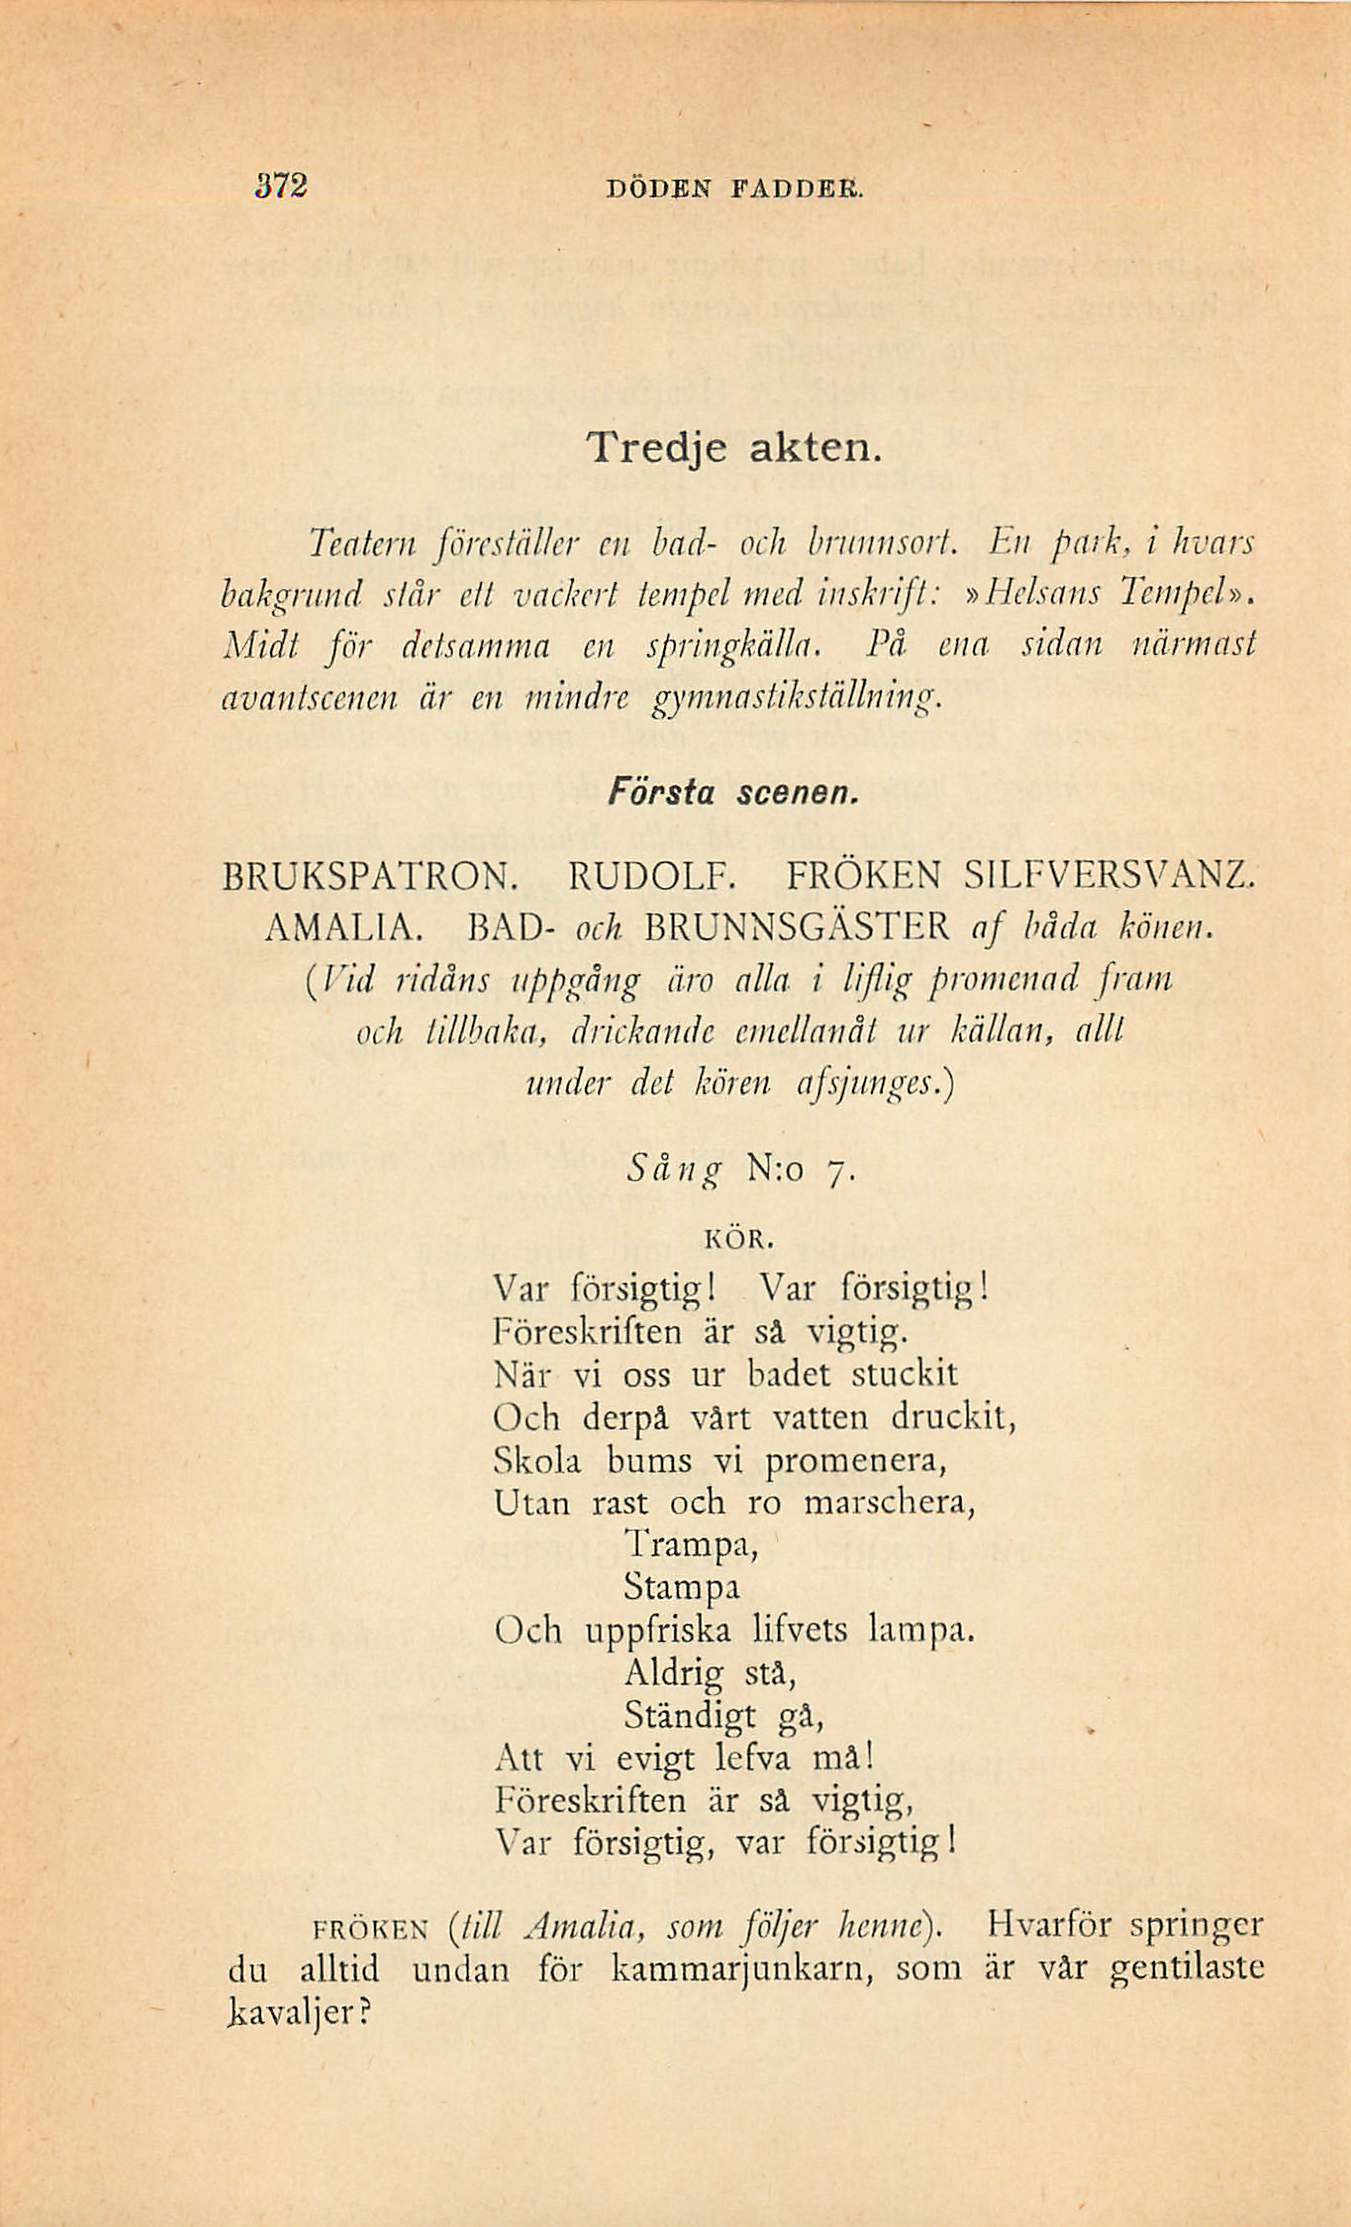 372 DÖDEN FADDER.
Tredje akten.
Teatern föreställer en bad- och brunnsort. En park, i hvars
bakgrund står ett vackert tempel med inskrift: »Helsans Tempel».
Midt för detsamma en springkälla. På ena sidan närmast
avantscenen är en mindre gymnastikställning.
Första scenen.
BRUKSPATRON. RUDOLF. FRÖKEN SILFVERSVANZ.
AMALIA. BAD- och BRUNNSGÄSTER af båda könen.
(Vid ridåns uppgång äro alla i liflig promenad fram
och tillbaka, drickande emellanåt ur källan, allt
under det kören afsjunges.)
Sång N:o 7.
KÖR.
Var försigtig! Var försigtig!
Föreskriften är så vigtig.
När vi oss ur badet stuckit
Och derpå vårt vatten druckit,
Skola bums vi promenera,
Utan rast och ro marschera,
Trampa,
Stampa
Och uppfriska lifvets lampa.
Aldrig stå,
Ständigt gå,
Att vi evigt lefva må!
Föreskriften är så vigtig,
Var försigtig, var försigtig!
FRÖKEN (till Amalia, som följer henne). Hvarför springer
du alltid undan för kammarjunkarn, som är vår gentilaste
kavaljer?